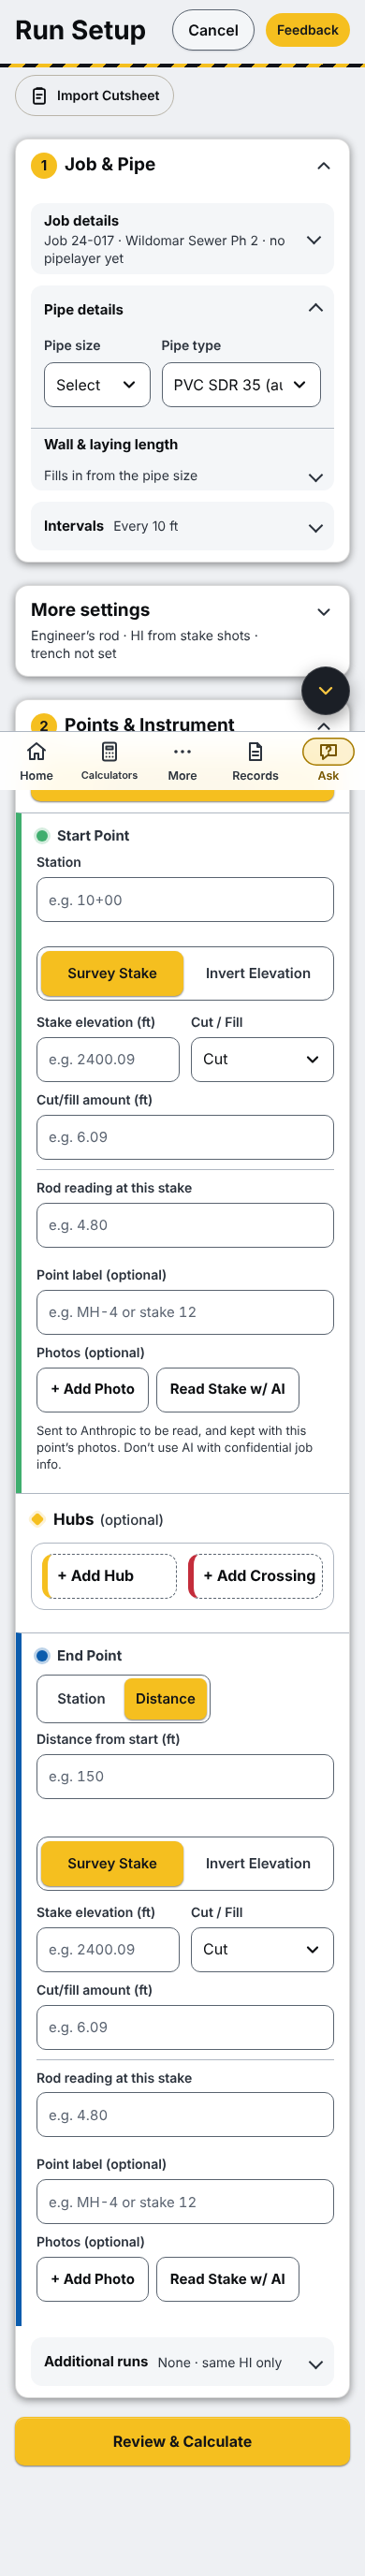 Run Setup
Cancel
Feedback
Import Cutsheet
1 Job & Pipe
Job details
Job 24-017 · Wildomar Sewer Ph 2 · no
pipelayer yet
Pipe details
Pipe size
Pipe type
Select
PVC SDR 35 (au
Wall & laying length
Fills in from the pipe size
Intervals Every 10 ft
More settings
Engineer’s rod · HI from stake shots ·
trench not set
2 Points & Instrument
Home
Calculators
More
Records
Ask
Start Point
Station
e.g. 10+00
Survey Stake
Invert Elevation
Stake elevation (ft)
Cut / Fill
e.g. 2400.09
Cut
Cut/fill amount (ft)
e.g. 6.09
Rod reading at this stake
e.g. 4.80
Point label (optional)
e.g. MH-4 or stake 12
Photos (optional)
+ Add Photo
Read Stake w/ AI
Sent to Anthropic to be read, and kept with this
point’s photos. Don’t use AI with confidential job
info.
Hubs (optional)
+ Add Hub
+ Add Crossing
End Point
Station
Distance
Distance from start (ft)
e.g. 150
Survey Stake
Invert Elevation
Stake elevation (ft)
Cut / Fill
e.g. 2400.09
Cut
Cut/fill amount (ft)
e.g. 6.09
Rod reading at this stake
e.g. 4.80
Point label (optional)
e.g. MH-4 or stake 12
Photos (optional)
+ Add Photo
Read Stake w/ AI
Additional runs None · same HI only
Review & Calculate